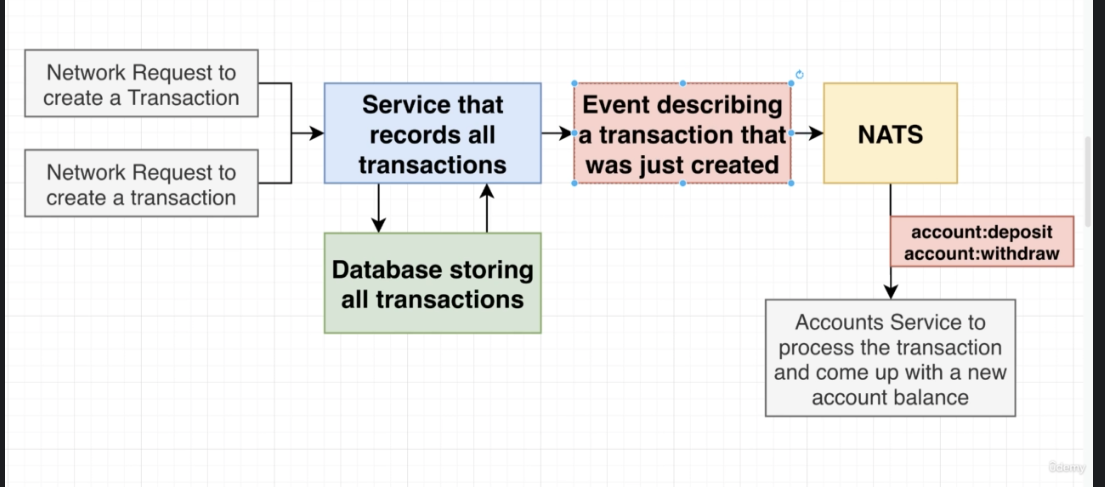 Network Request to
create a Transaction
Network Request to
create a transaction
Service that
records all
transactions
Event describing
a transaction that
was just created
NATS
Database storing
all transactions
account:deposit
account:withdraw
Accounts Service to
process the transaction
and come up with a new
account balance